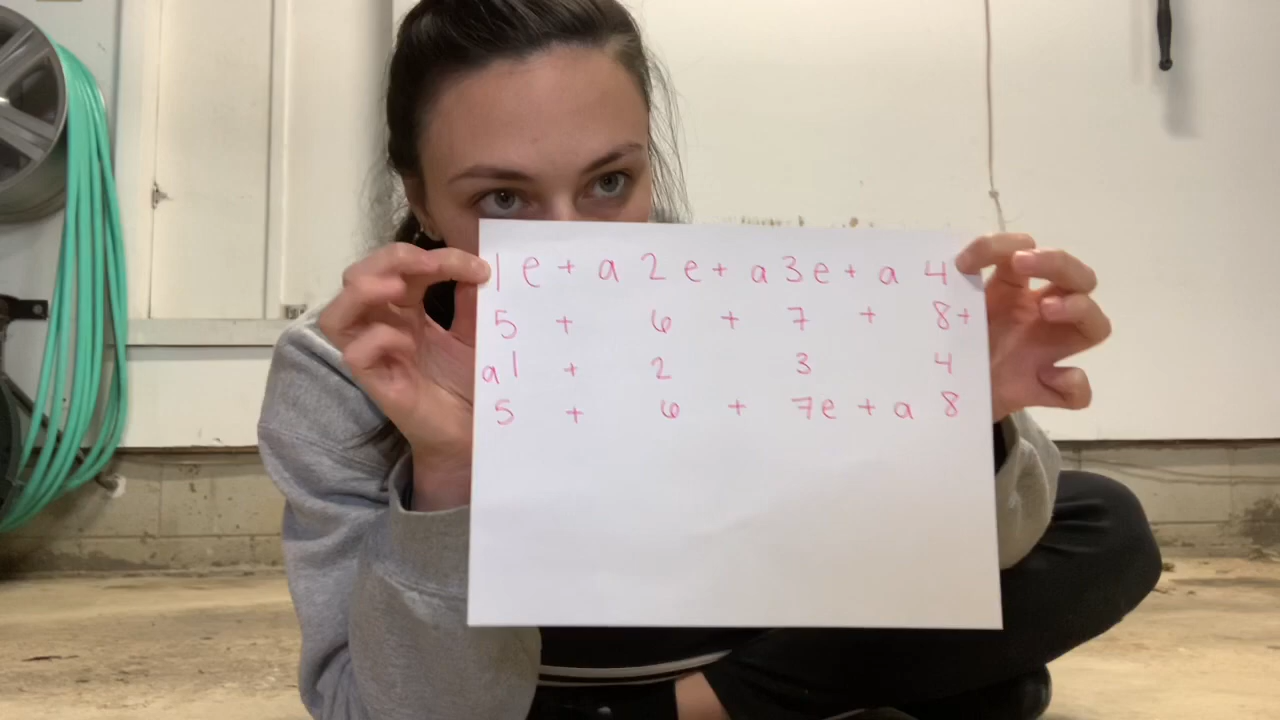 1 e + a 2 e + a 3 e + a 4
5 + 6 + 7 + 8 +
a 1 + 2 3 4
5 + 6 + 7 e + a 8